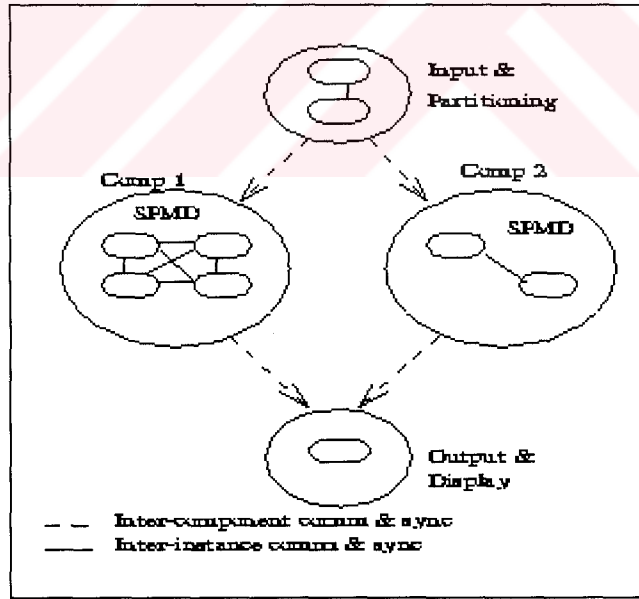 Input &
Partitioning
Comp 1
Comp 2
SPMD
SPMD
Output &
Display
Inter-component comm & sync
Inter-instance comm & sync